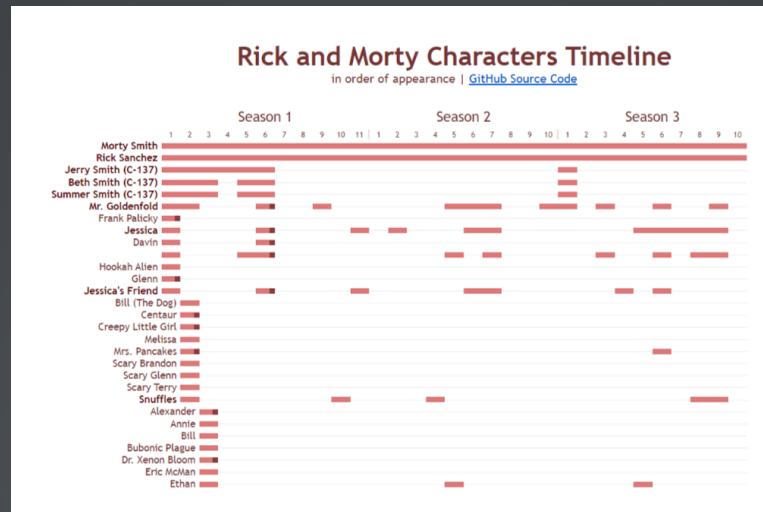 Rick and Morty Characters Timeline
in order of appearance | GitHub Source Code
Season 1 Season 2 Season 3
1 2 3 4 5 6 7 8 9 10 11 1 2 3 4 5 6 7 8 9 10 1 2 3 4 5 6 7 8 9 10
Morty Smith
Rick Sanchez
Jerry Smith (C-137)
Beth Smith (C-137)
Summer Smith (C-137)
Mr. Goldenfold
Frank Palicky
Jessica
Davin
Hookah Alien
Glenn
Jessica's Friend
Bill (The Dog)
Centaur
Creepy Little Girl
Melissa
Mrs. Pancakes
Scary Brandon
Scary Glenn
Scary Terry
Snuffles
Alexander
Annie
Bill
Bubonic Plague
Dr. Xenon Bloom
Eric McMan
Ethan